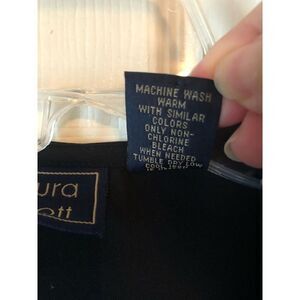 MACHINE WASH
WARM
WITH SIMILAR
COLORS
ONLY NON-
CHLORINE
BLEACH
WHEN NEEDED
TUMBLE DRY LOW
ura
ott